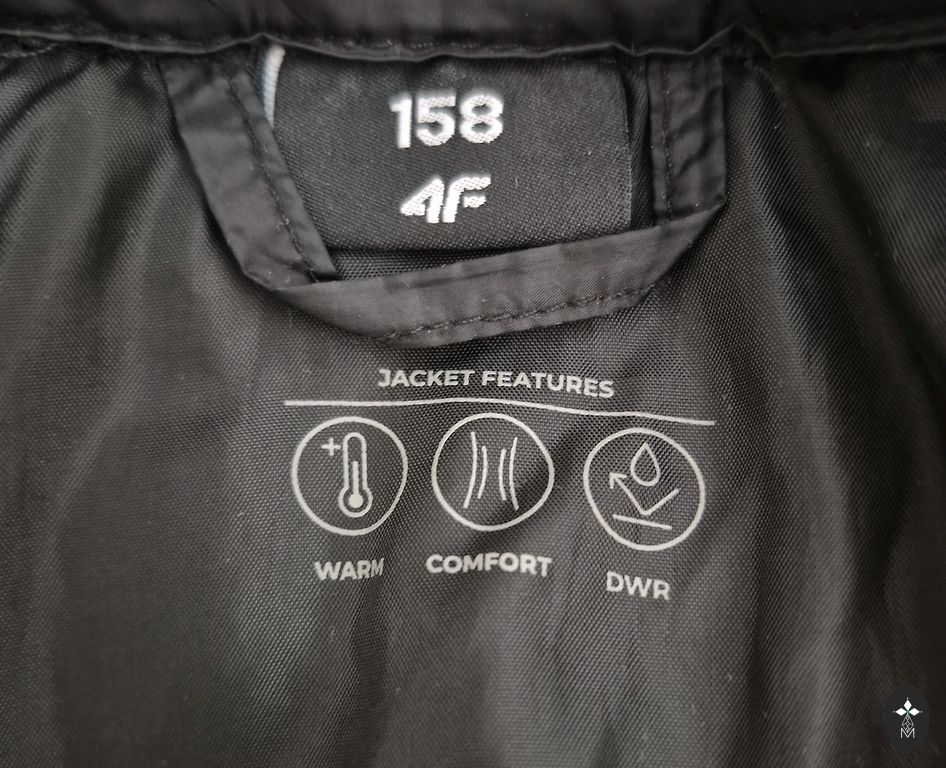 158
4F
JACKET FEATURES
WARM COMFORT DWR
M